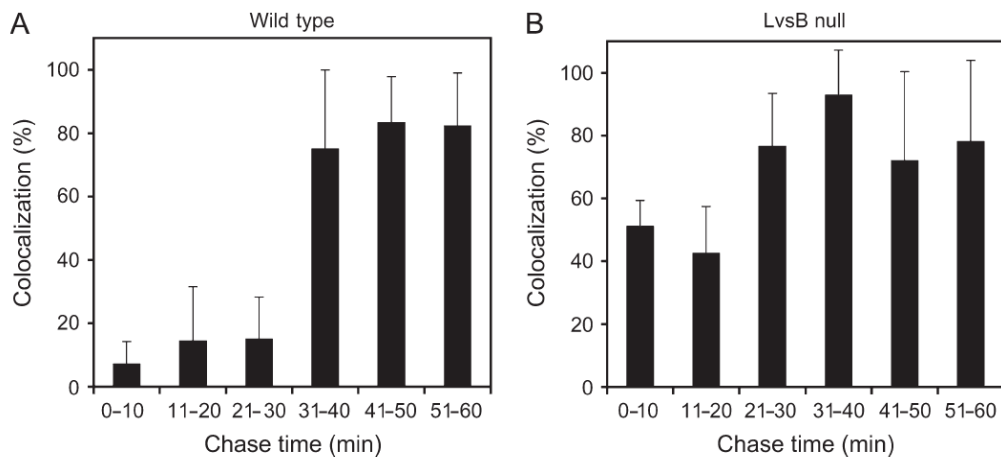 A
Wild type
Colocalization (%)
100
80
60
40
20
0
0–10 11–20 21–30 31–40 41–50 51–60
Chase time (min)
B
LvsB null
Colocalization (%)
100
80
60
40
20
0
0–10 11–20 21–30 31–40 41–50 51–60
Chase time (min)